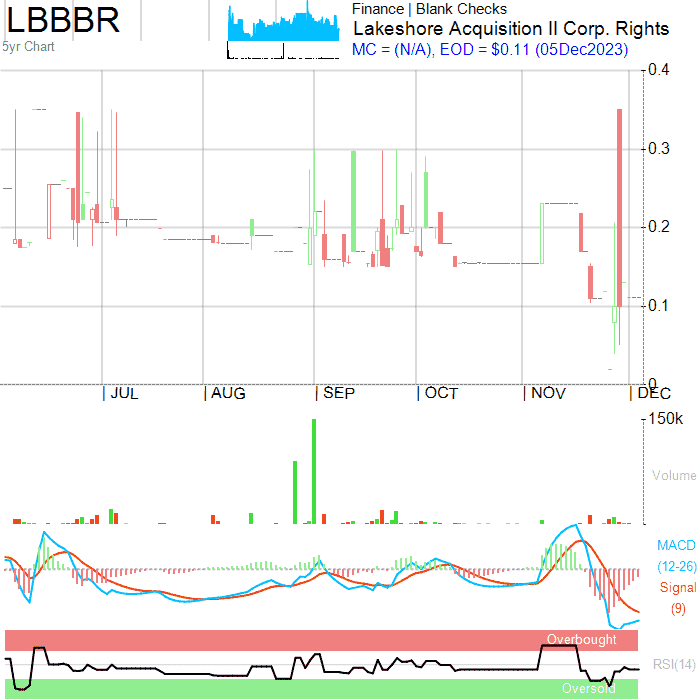 LBBBR
5yr Chart
Finance | Blank Checks
Lakeshore Acquisition II Corp. Rights
MC = (N/A), EOD = $0.11 (05Dec2023)
0.4
0.3
0.2
0.1
0
JUL
AUG
SEP
OCT
NOV
DEC
150k
Volume
MACD
(12-26)
Signal
(9)
Overbought
RSI(14)
Oversold